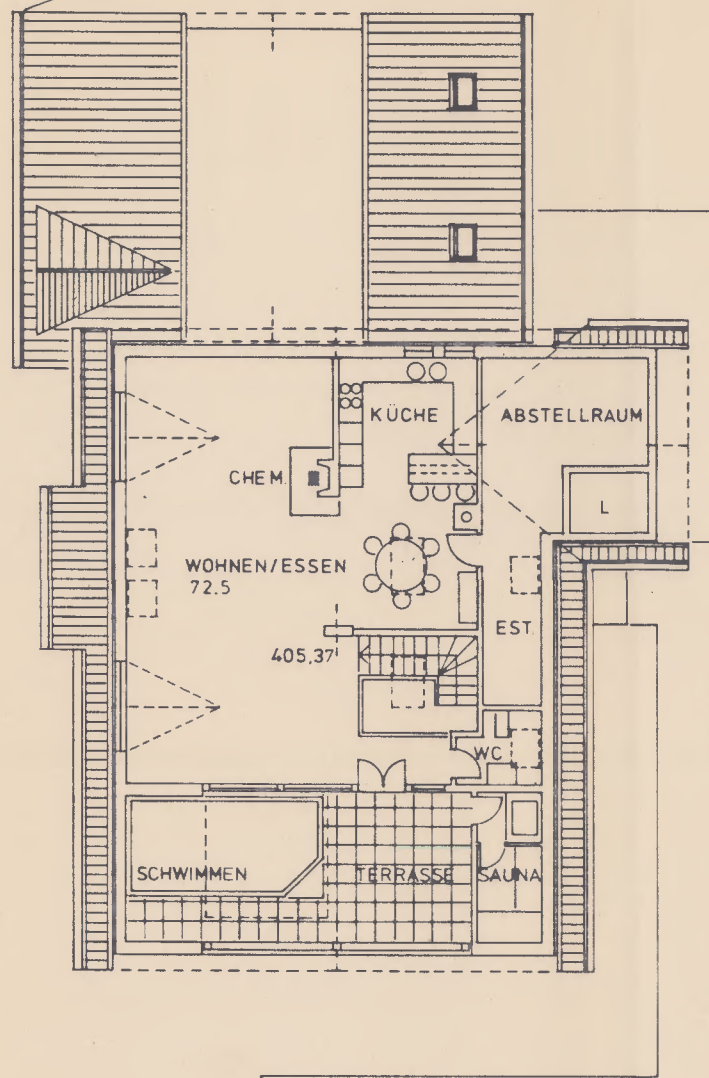 KÜCHE
ABSTELLRAUM
CHEM.
L
WOHNEN/ESSEN
72.5
EST.
405,37
WC
SCHWIMMEN
TERRASSE
SAUNA